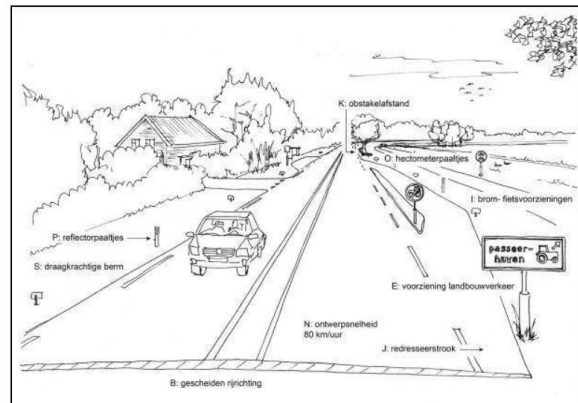 K: obstakelafstand
O: hectometerpaaltjes
I: brom- fietsvoorzieningen
P: reflectorpaaltjes
passeer-
haven
S: draagkrachtige berm
E: voorziening landbouwverkeer
N: ontwerpsnelheid
80 km/uur
J: redresseerstrook
B: gescheiden rijrichting